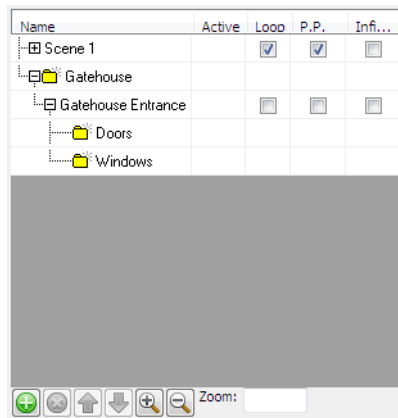 Name Active Loop P.P. Infi...
Scene 1
Gatehouse
Gatehouse Entrance
Doors
Windows
Zoom: